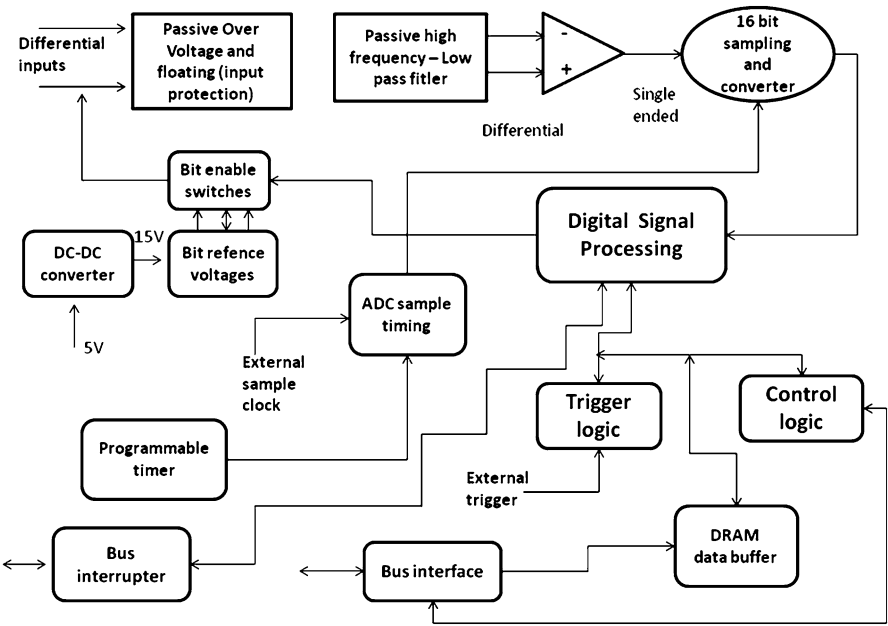 Differential
inputs
Passive Over
Voltage and
floating (input
protection)
Passive high
frequency – Low
pass fitler
-
+
16 bit
sampling
and
converter
Differential
Single
ended
Bit enable
switches
Digital Signal
Processing
DC-DC
converter
15V
Bit refence
voltages
5V
ADC sample
timing
External
sample
clock
Trigger
logic
Control
logic
Programmable
timer
External
trigger
Bus
interrupter
Bus interface
DRAM
data buffer